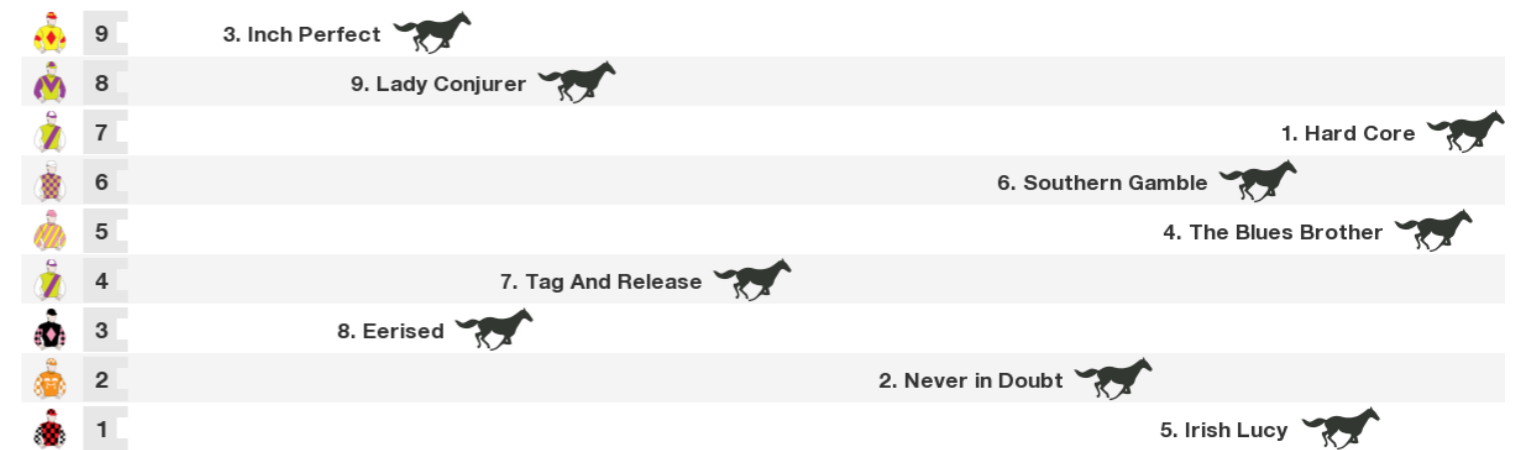 9 3. Inch Perfect
8 9. Lady Conjurer
7 1. Hard Core
6 6. Southern Gamble
5 4. The Blues Brother
4 7. Tag And Release
3 8. Eerised
2 2. Never in Doubt
1 5. Irish Lucy